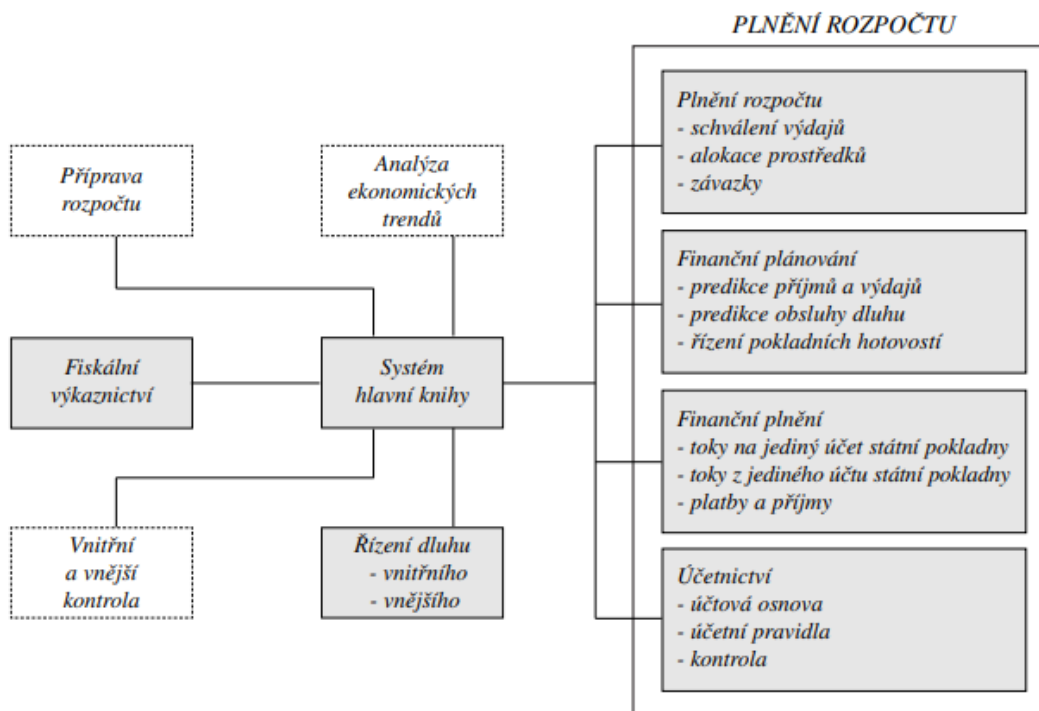 PLNĚNÍ ROZPOČTU
Příprava
rozpočtu
Analýza
ekonomických
trendů
Fiskální
výkaznictví
Systém
hlavní knihy
Vnitřní
a vnější
kontrola
Řízení dluhu
- vnitřního
- vnějšího
Plnění rozpočtu
- schválení výdajů
- alokace prostředků
- závazky
Finanční plánování
- predikce příjmů a výdajů
- predikce obsluhy dluhu
- řízení pokladních hotovostí
Finanční plnění
- toky na jediný účet státní pokladny
- toky z jediného účtu státní pokladny
- platby a příjmy
Účetnictví
- účtová osnova
- účetní pravidla
- kontrola